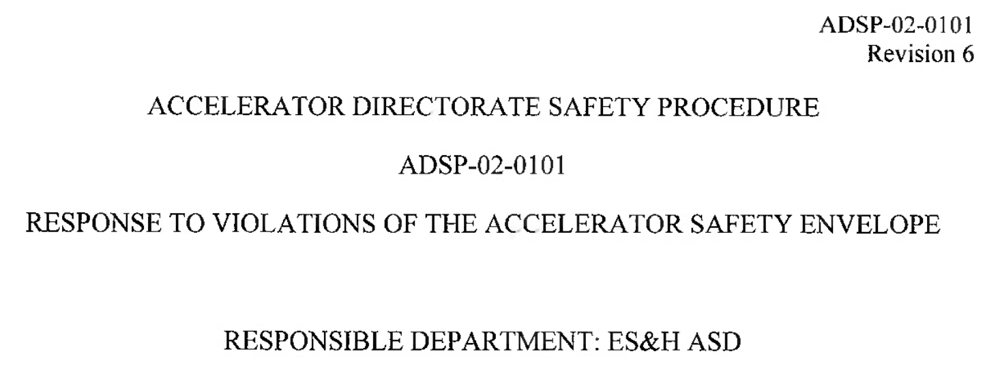 ADSP-02-0101
Revision 6
ACCELERATOR DIRECTORATE SAFETY PROCEDURE
ADSP-02-0101
RESPONSE TO VIOLATIONS OF THE ACCELERATOR SAFETY ENVELOPE
RESPONSIBLE DEPARTMENT: ES&H ASD